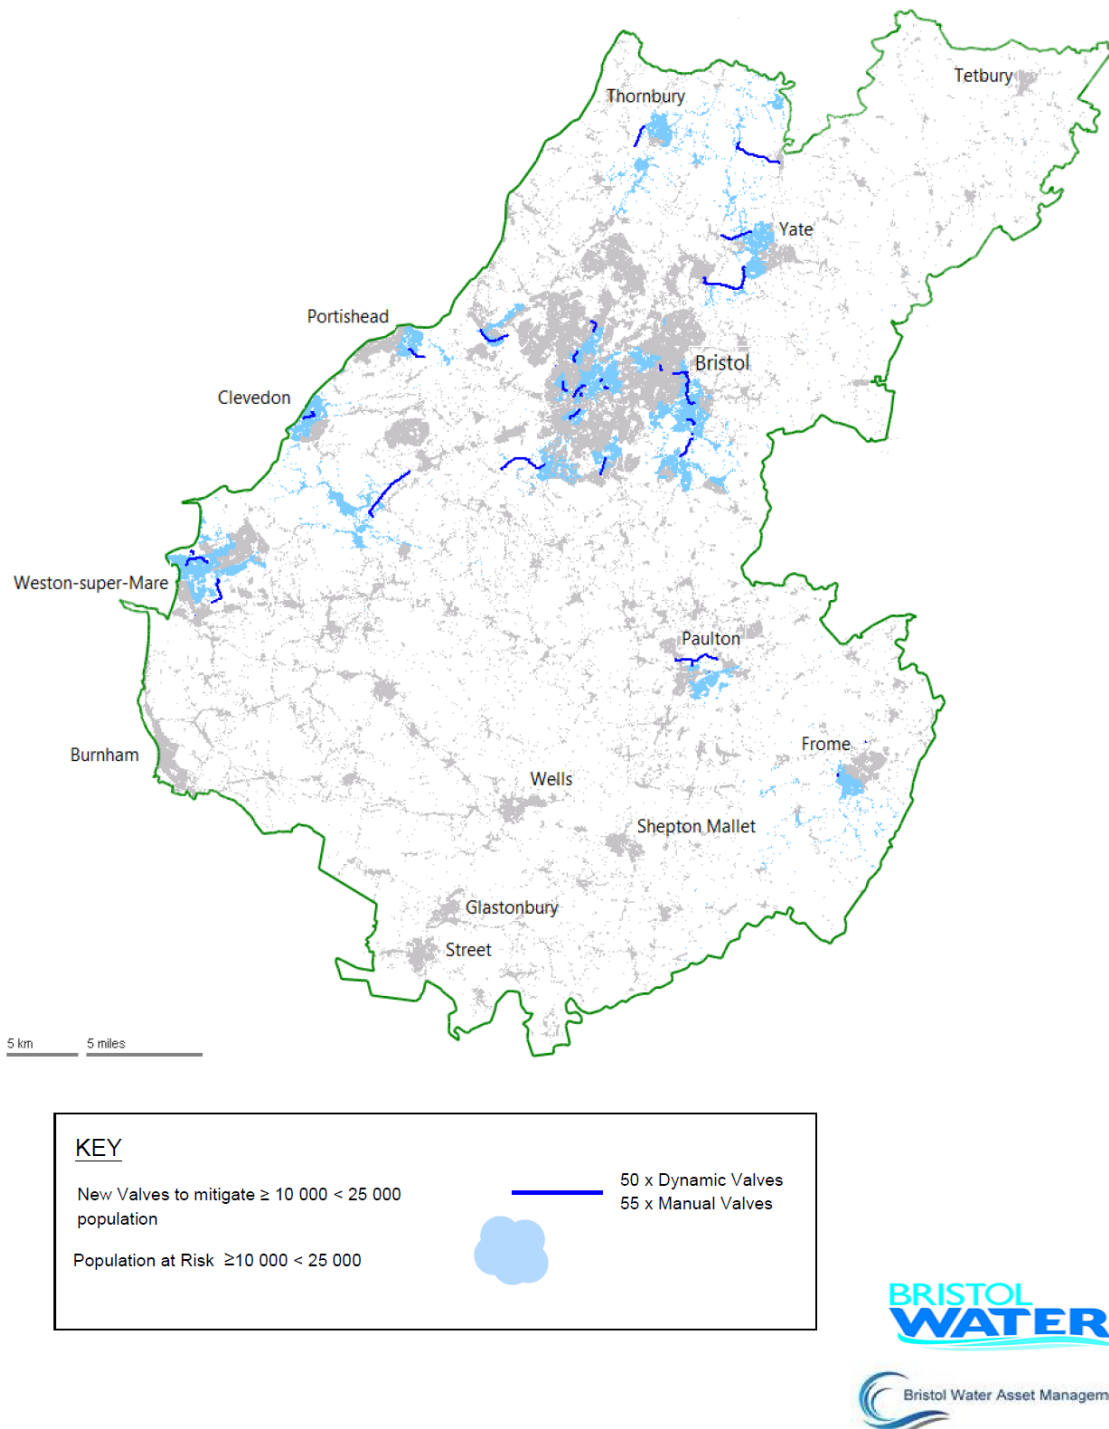 Tetbury
Thornbury
Yate
Portishead
Bristol
Clevedon
Weston-super-Mare
Paulton
Burnham
Frome
Wells
Shepton Mallet
Glastonbury
Street
5 km
5 miles
KEY
New Valves to mitigate ≥ 10 000 < 25 000
population
50 x Dynamic Valves
55 x Manual Valves
Population at Risk ≥10 000 < 25 000
BRISTOL
WATER
Bristol Water Asset Managem